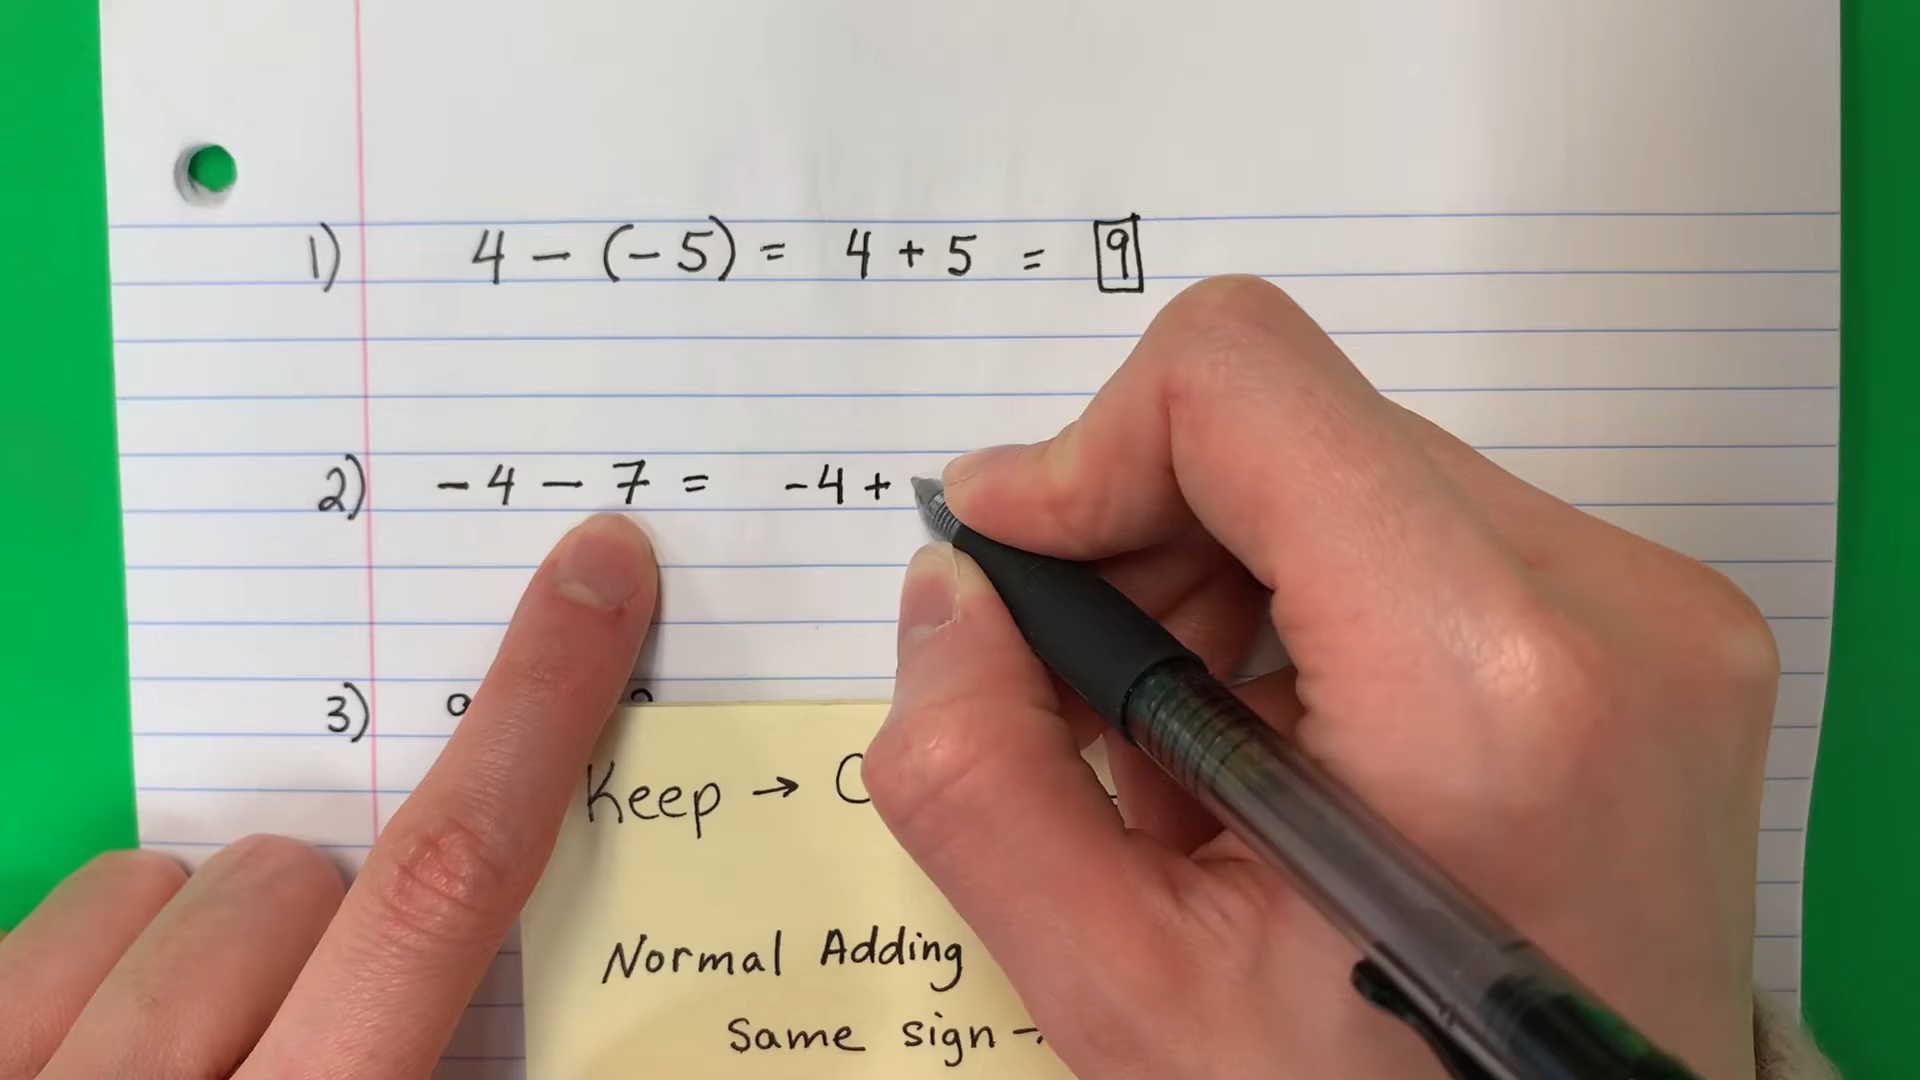 1) 4 – (– 5) = 4 + 5 = 9
2) – 4 – 7 = -4 +
3)
Keep →
Normal Adding
Same sign →